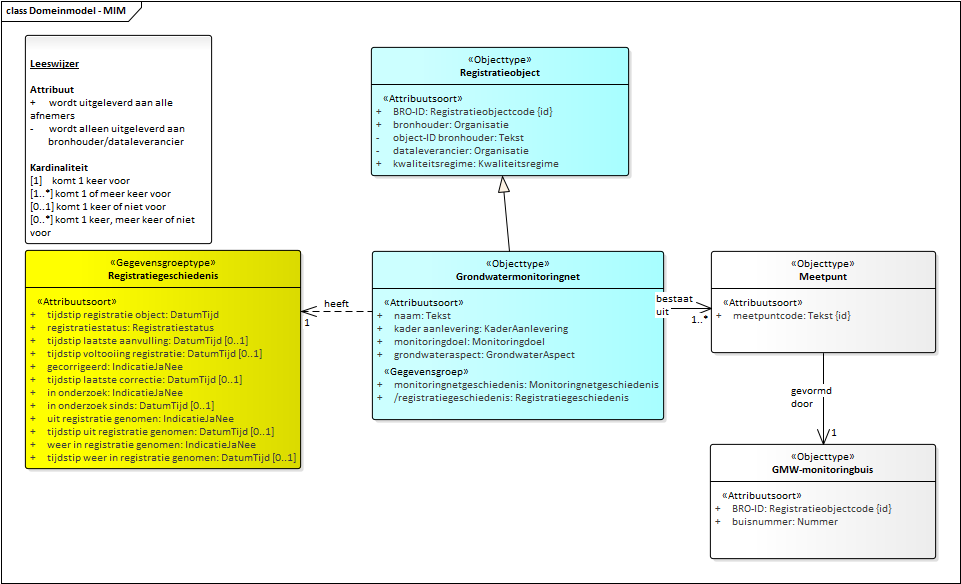 class Domeinmodel - MIM
Leeswijzer
Attribuut
+ wordt uitgeleverd aan alle
afnemers
- wordt alleen uitgeleverd aan
bronhouder/dataleverancier
Kardinaliteit
[1] komt 1 keer voor
[1..*] komt 1 of meer keer voor
[0..1] komt 1 keer of niet voor
[0..*] komt 1 keer, meer keer of niet
voor
«Objecttype»
Registratieobject
«Attribuutsoort»
+ BRO-ID: Registratieobjectcode {id}
+ bronhouder: Organisatie
- object-ID bronhouder: Tekst
- dataleverancier: Organisatie
+ kwaliteitsregime: Kwaliteitsregime
«Gegevensgroeptype»
Registratiegeschiedenis
«Attribuutsoort»
+ tijdstip registratie object: DatumTijd
+ registratiestatus: Registratiestatus
+ tijdstip laatste aanvulling: DatumTijd [0..1]
+ tijdstip voltooiing registratie: DatumTijd [0..1]
+ gecorrigeerd: IndicatieJaNee
+ tijdstip laatste correctie: DatumTijd [0..1]
+ in onderzoek: IndicatieJaNee
+ in onderzoek sinds: DatumTijd [0..1]
+ uit registratie genomen: IndicatieJaNee
+ tijdstip uit registratie genomen: DatumTijd [0..1]
+ weer in registratie genomen: IndicatieJaNee
+ tijdstip weer in registratie genomen: DatumTijd [0..1]
heeft
1
«Objecttype»
Grondwatermonitoringnet
«Attribuutsoort»
+ naam: Tekst
+ kader aanlevering: KaderAanlevering
+ monitoringdoel: Monitoringdoel
+ grondwateraspect: GrondwaterAspect
«Gegevensgroep»
+ monitoringnetgeschiedenis: Monitoringnetgeschiedenis
+ /registratiegeschiedenis: Registratiegeschiedenis
bestaat
uit
1..*
«Objecttype»
Meetpunt
«Attribuutsoort»
+ meetpuntcode: Tekst {id}
gevormd
door
1
«Objecttype»
GMW-monitoringbuis
«Attribuutsoort»
+ BRO-ID: Registratieobjectcode {id}
+ buisnummer: Nummer